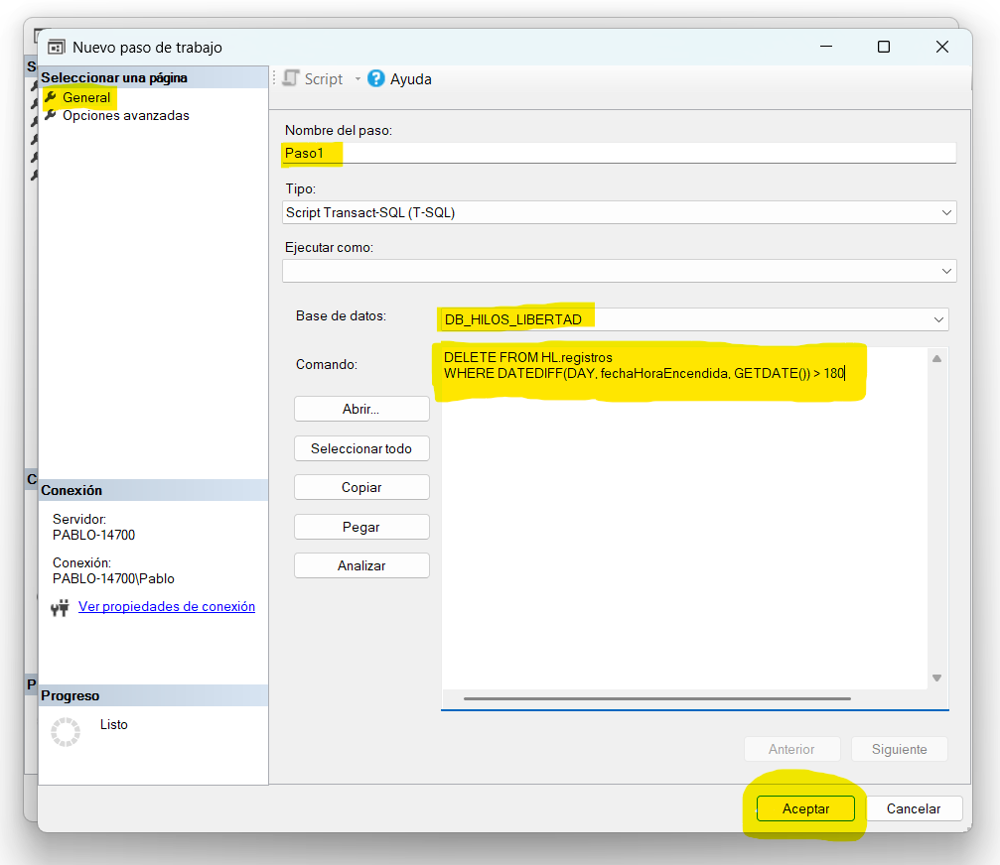 Nuevo paso de trabajo
S
Seleccionar una página
General
Opciones avanzadas
Script
Ayuda
Nombre del paso:
Paso1
Tipo:
Script Transact-SQL (T-SQL)
Ejecutar como:
Base de datos:
DB_HILOS_LIBERTAD
Comando:
DELETE FROM HL.registros
WHERE DATEDIFF(DAY, fechaHoraEncendida, GETDATE()) > 180
Abrir...
Seleccionar todo
Copiar
Pegar
Analizar
C
Conexión
Servidor:
PABLO-14700
Conexión:
PABLO-14700\Pablo
Ver propiedades de conexión
P
Progreso
Listo
Anterior
Siguiente
Aceptar
Cancelar